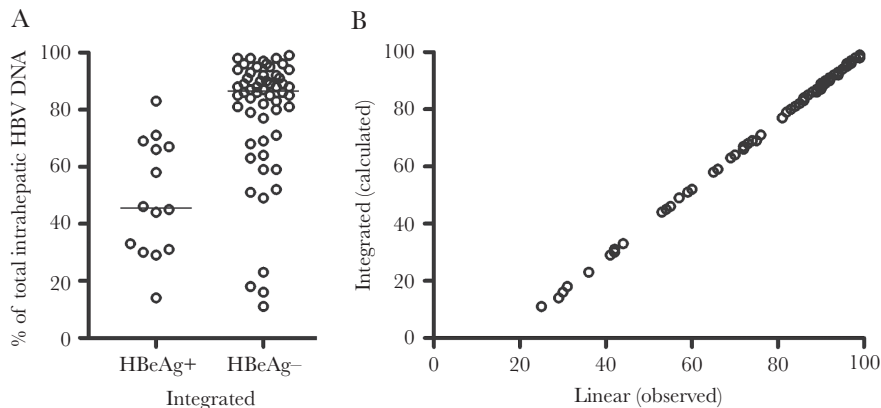 A
% of total intrahepatic HBV DNA
100
80
60
40
20
0
HBeAg+
HBeAg–
Integrated
B
Integrated (calculated)
100
80
60
40
20
0
0
20
40
60
80
100
Linear (observed)